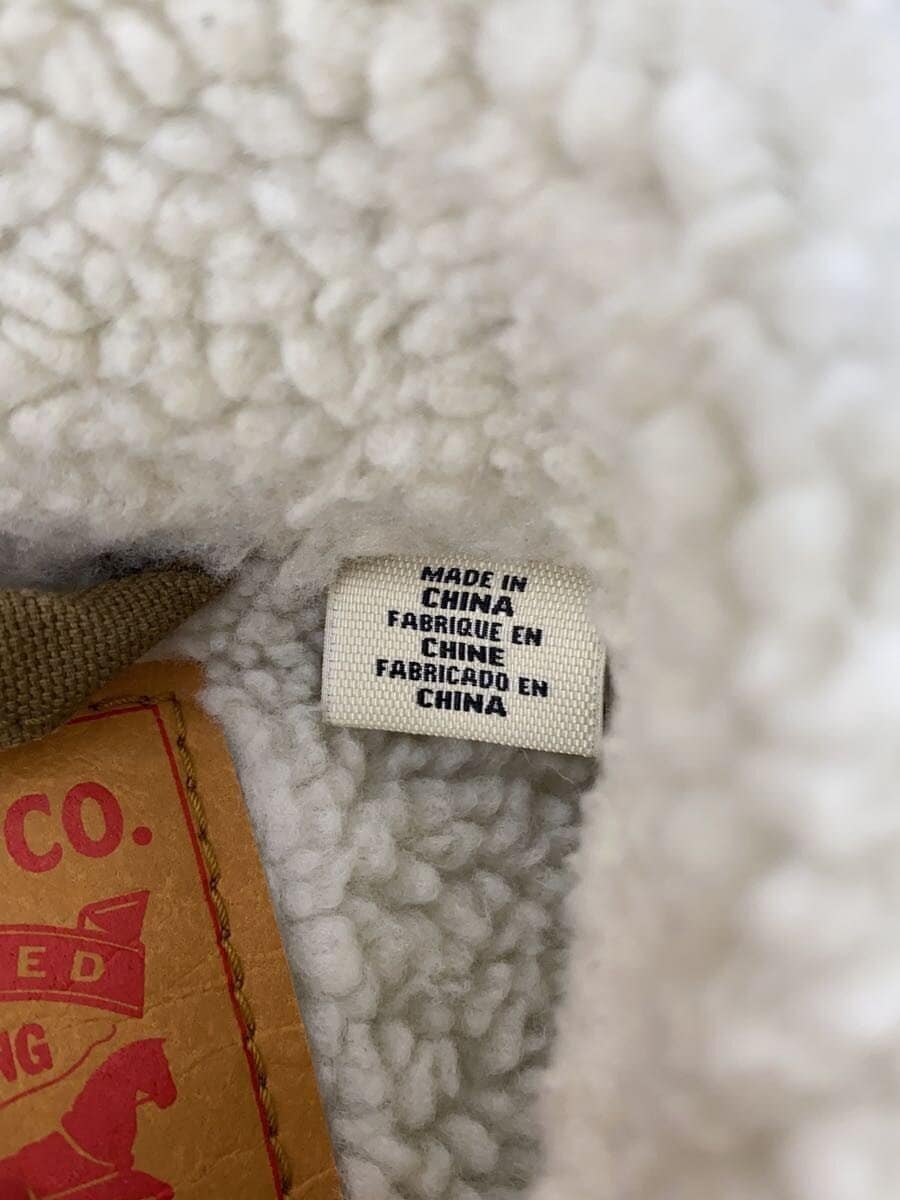 MADE IN
CHINA
FABRIQUE EN
CHINE
FABRICADO EN
CHINA
CO.
ED
NG